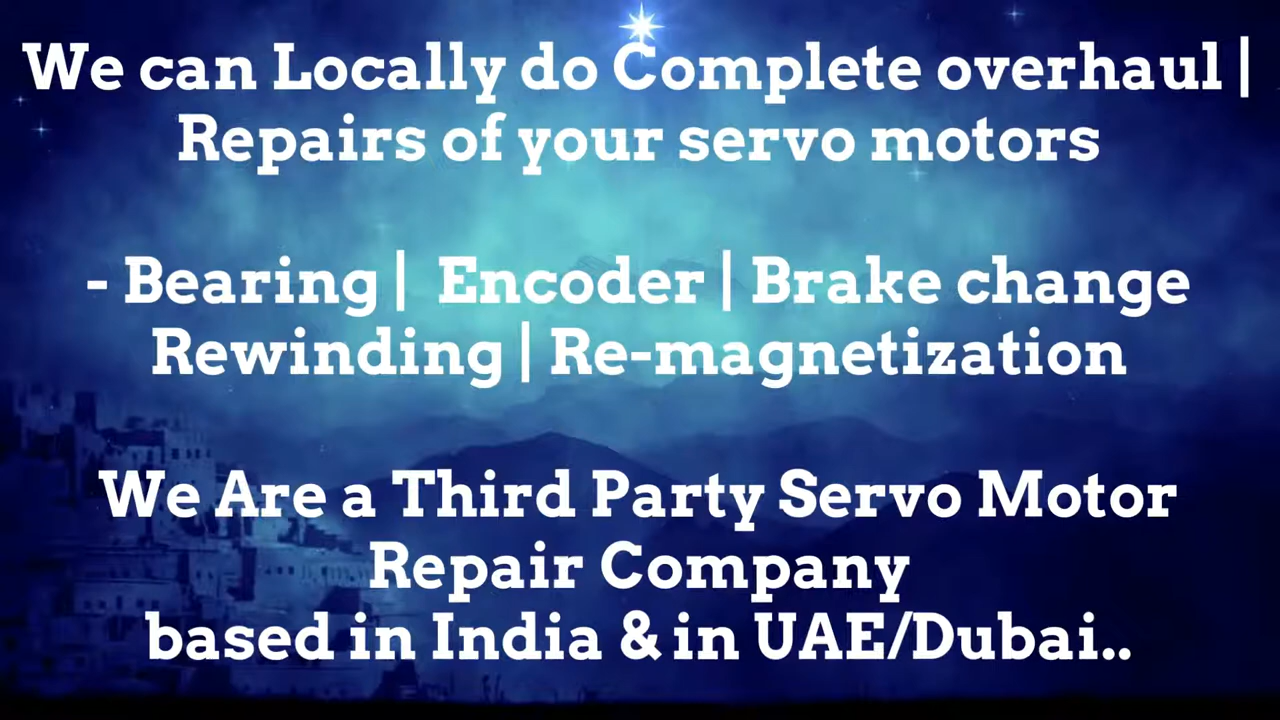 We can Locally do Complete overhaul |
Repairs of your servo motors
- Bearing | Encoder | Brake change
Rewinding | Re-magnetization
We Are a Third Party Servo Motor
Repair Company
based in India & in UAE/Dubai..